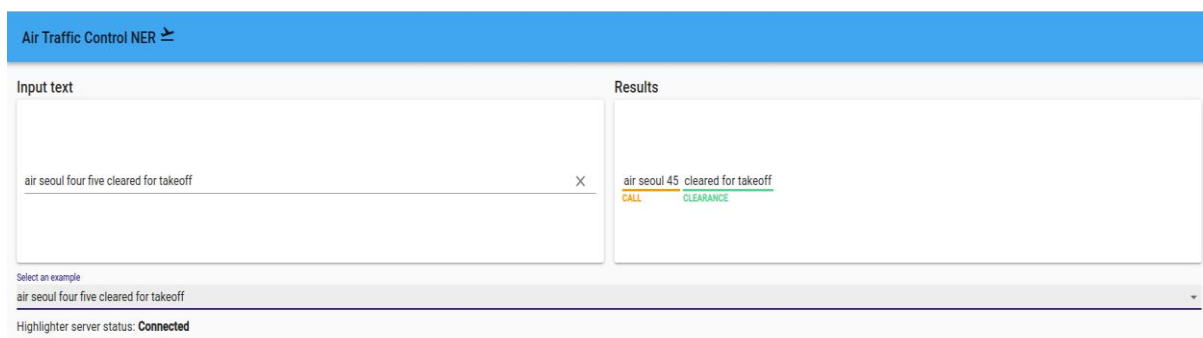 Air Traffic Control NER
Input text
air seoul four five cleared for takeoff
Results
air seoul 45 cleared for takeoff
CALL CLEARANCE
Select an example
air seoul four five cleared for takeoff
Highlighter server status: Connected